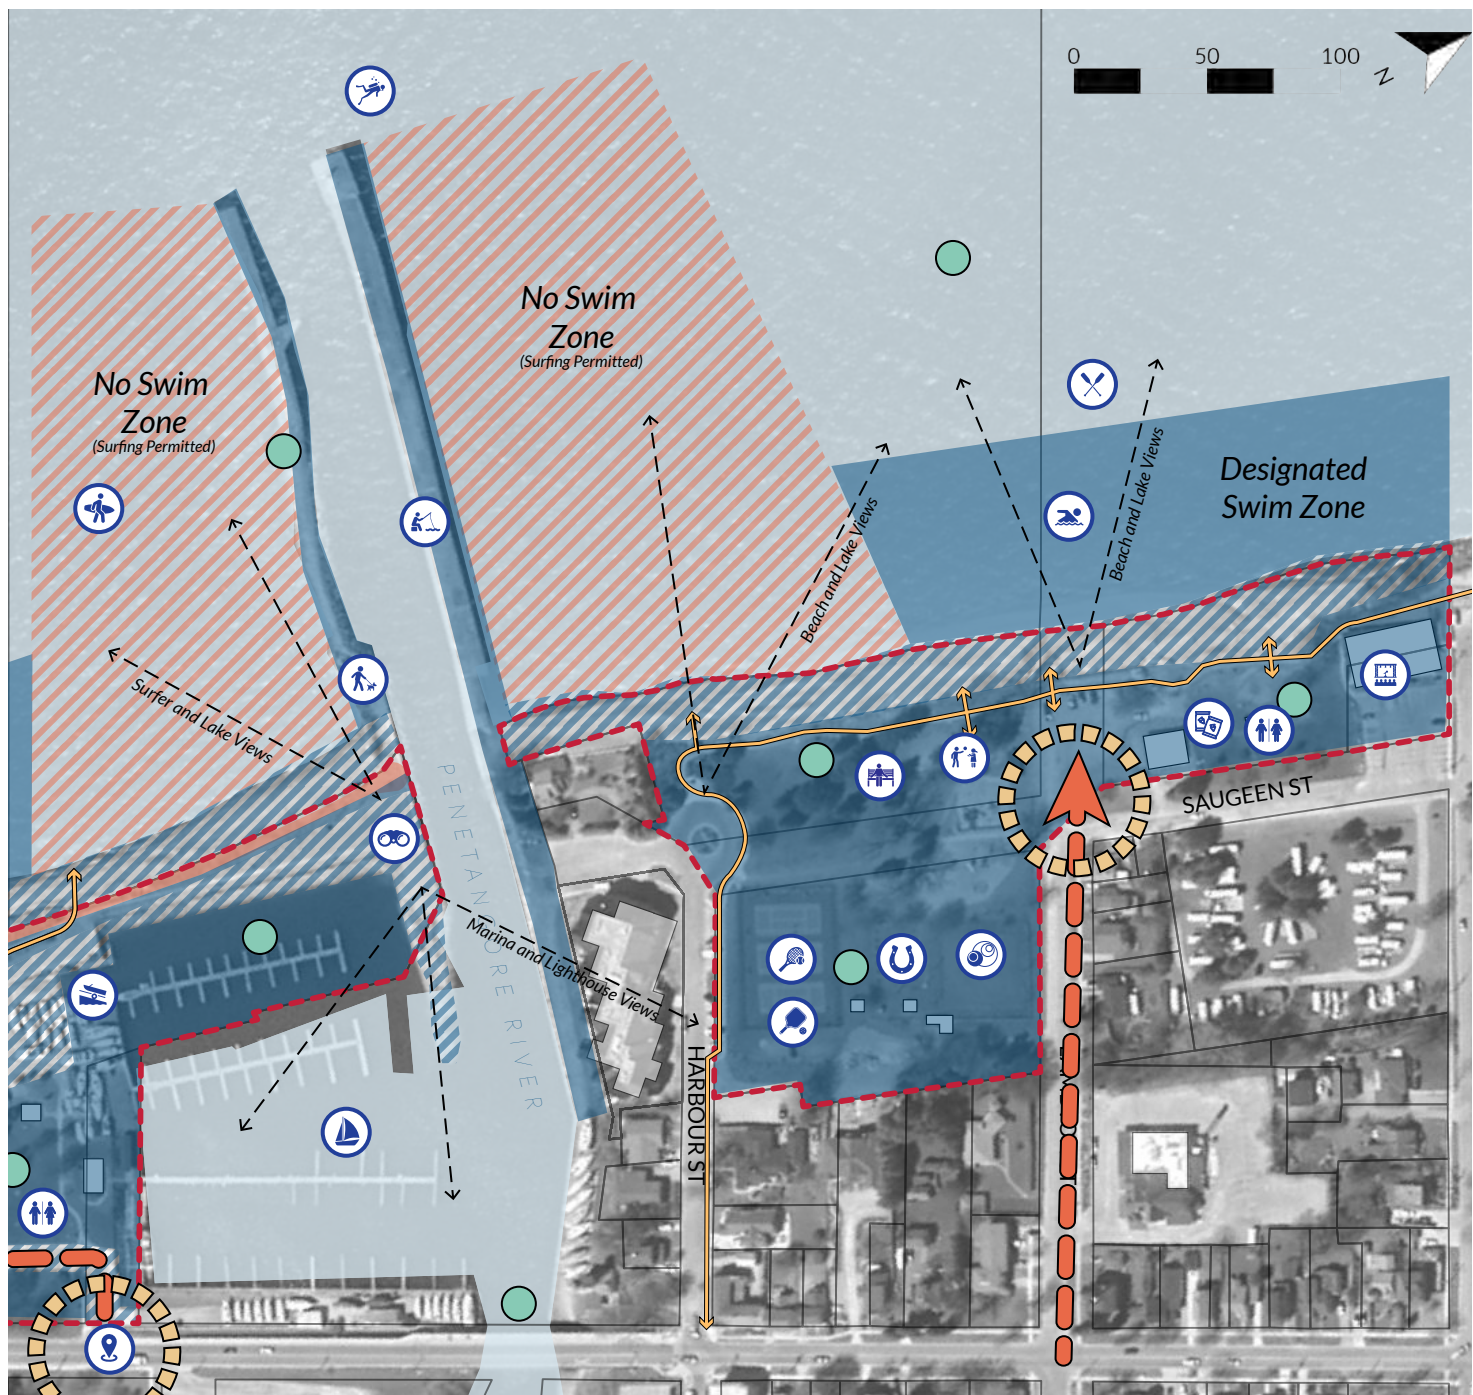 0 50 100
N
No Swim
Zone
(Surfing Permitted)
No Swim
Zone
(Surfing Permitted)
Designated
Swim Zone
Beach and Lake Views
Beach and Lake Views
Surfer and Lake Views
SAUGEEN ST
PENETANGORE RIVER
Marina and Lighthouse Views
HARBOUR ST